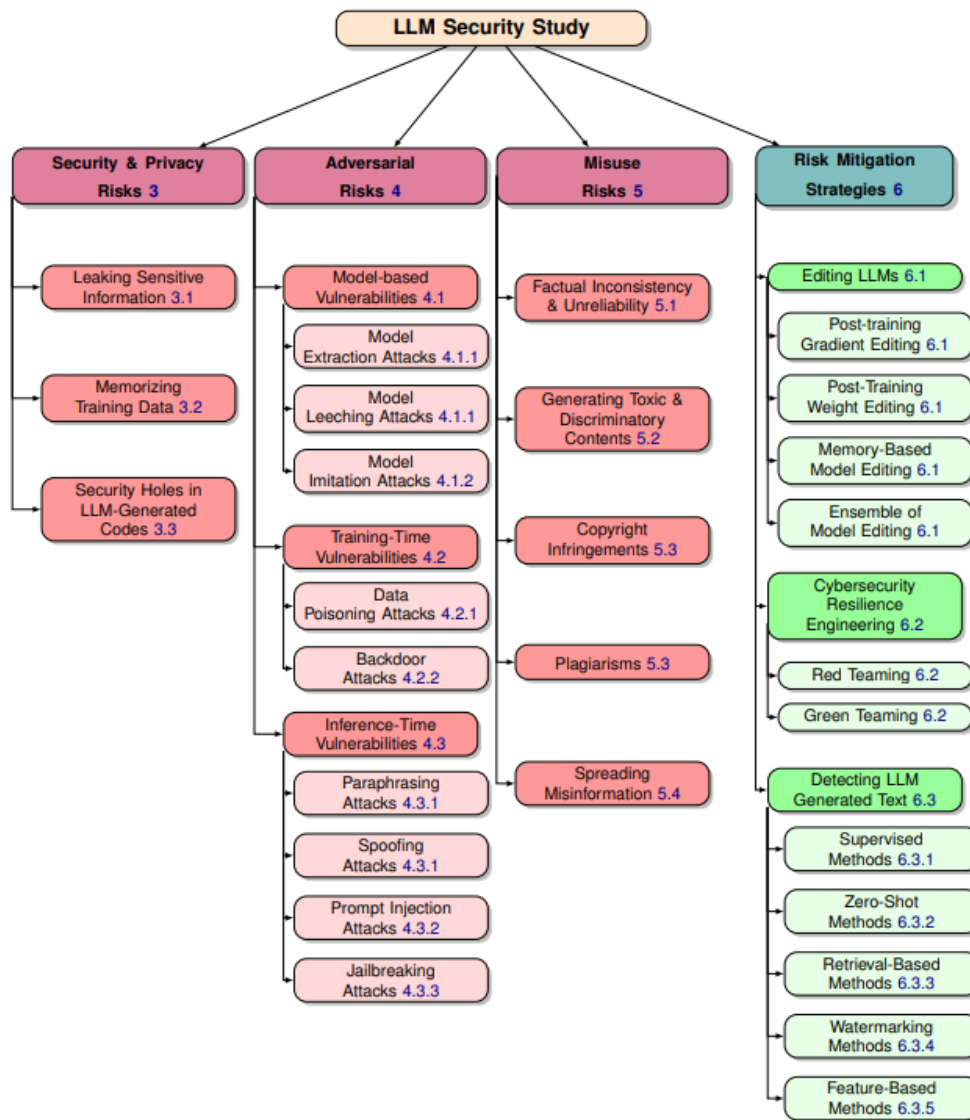 LLM Security Study
Security & Privacy
Risks 3
Leaking Sensitive
Information 3.1
Memorizing
Training Data 3.2
Security Holes in
LLM-Generated
Codes 3.3
Adversarial
Risks 4
Model-based
Vulnerabilities 4.1
Model
Extraction Attacks 4.1.1
Model
Leeching Attacks 4.1.1
Model
Imitation Attacks 4.1.2
Training-Time
Vulnerabilities 4.2
Data
Poisoning Attacks 4.2.1
Backdoor
Attacks 4.2.2
Inference-Time
Vulnerabilities 4.3
Paraphrasing
Attacks 4.3.1
Spoofing
Attacks 4.3.1
Prompt Injection
Attacks 4.3.2
Jailbreaking
Attacks 4.3.3
Misuse
Risks 5
Factual Inconsistency
& Unreliability 5.1
Generating Toxic &
Discriminatory
Contents 5.2
Copyright
Infringements 5.3
Plagiarisms 5.3
Spreading
Misinformation 5.4
Risk Mitigation
Strategies 6
Editing LLMs 6.1
Post-training
Gradient Editing 6.1
Post-Training
Weight Editing 6.1
Memory-Based
Model Editing 6.1
Ensemble of
Model Editing 6.1
Cybersecurity
Resilience
Engineering 6.2
Red Teaming 6.2
Green Teaming 6.2
Detecting LLM
Generated Text 6.3
Supervised
Methods 6.3.1
Zero-Shot
Methods 6.3.2
Retrieval-Based
Methods 6.3.3
Watermarking
Methods 6.3.4
Feature-Based
Methods 6.3.5